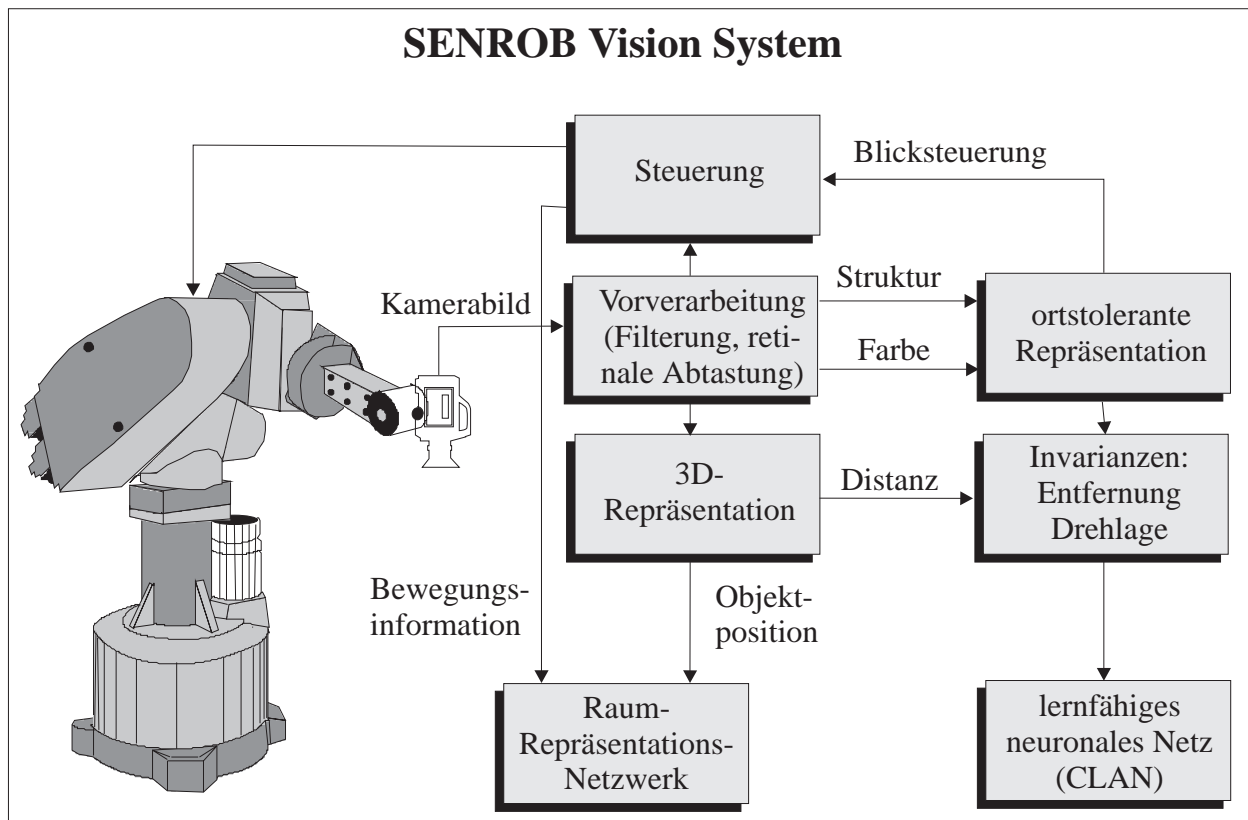 SENROB Vision System
Steuerung
Blicksteuerung
Kamerabild
Vorverarbeitung
(Filterung, reti-
nale Abtastung)
Struktur
Farbe
ortstolerante
Repräsentation
3D-
Repräsentation
Distanz
Invarianzen:
Entfernung
Drehlage
Bewegungs-
information
Objekt-
position
Raum-
Repräsentations-
Netzwerk
lernfähiges
neuronales Netz
(CLAN)